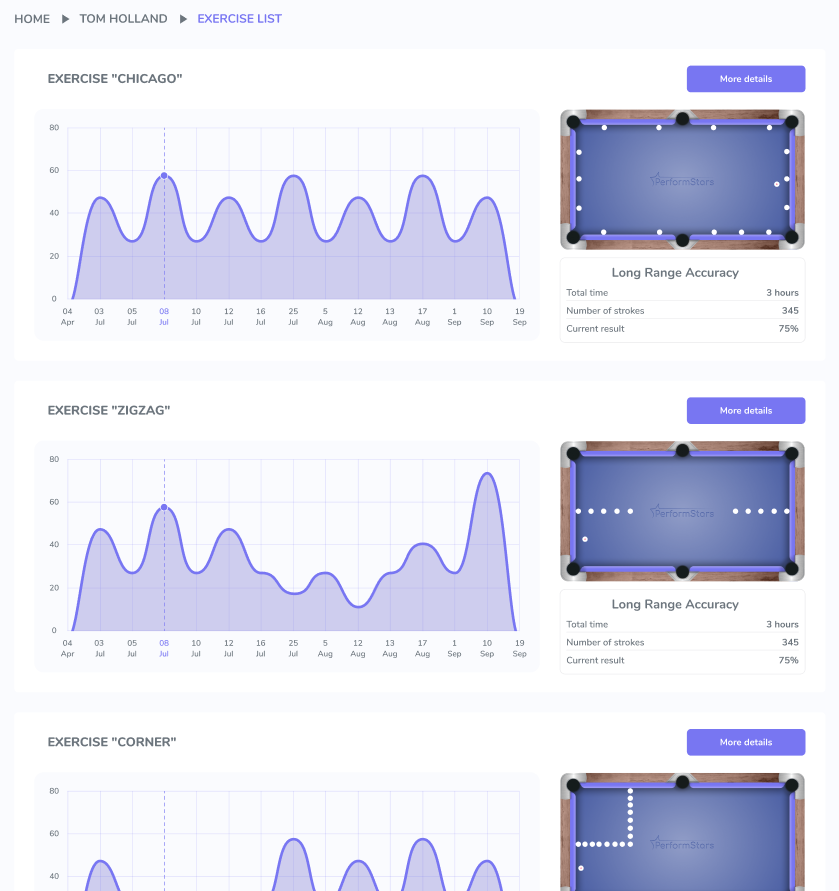 HOME ▶ TOM HOLLAND ▶ EXERCISE LIST
EXERCISE "CHICAGO"
More details
80
60
40
20
0
04 03 05 08 10 12 16 25 5 12 13 17 1 10 19
Apr Jul Jul Jul Jul Jul Jul Jul Aug Aug Aug Aug Sep Sep Sep
PerformStars
Long Range Accuracy
Total time 3 hours
Number of strokes 345
Current result 75%
EXERCISE "ZIGZAG"
More details
80
60
40
20
0
04 03 05 08 10 12 16 25 5 12 13 17 1 10 19
Apr Jul Jul Jul Jul Jul Jul Jul Aug Aug Aug Aug Sep Sep Sep
PerformStars
Long Range Accuracy
Total time 3 hours
Number of strokes 345
Current result 75%
EXERCISE "CORNER"
More details
80
60
40
PerformStars